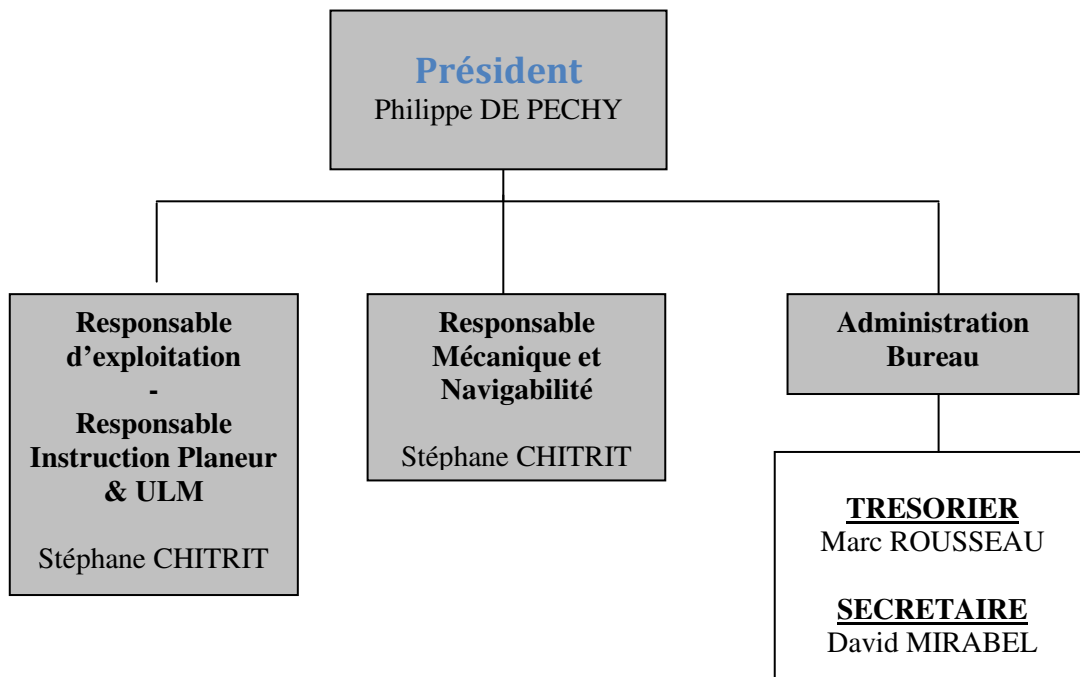 Président
Philippe DE PECHY
Responsable
d’exploitation
-
Responsable
Instruction Planeur
& ULM
Stéphane CHITRIT
Responsable
Mécanique et
Navigabilité
Stéphane CHITRIT
Administration
Bureau
TRESORIER
Marc ROUSSEAU
SECRETAIRE
David MIRABEL